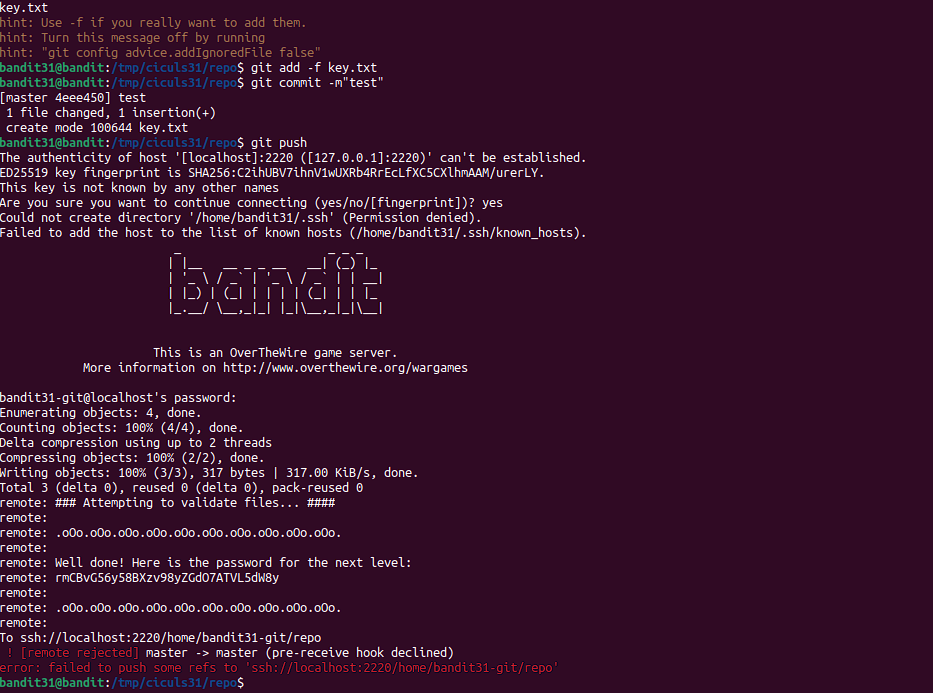 key.txt
hint: Use -f if you really want to add them.
hint: Turn this message off by running
hint: "git config advice.addIgnoredFile false"
bandit31@bandit:/tmp/ciculs31/repo$ git add -f key.txt
bandit31@bandit:/tmp/ciculs31/repo$ git commit -m"test"
[master 4eee450] test
 1 file changed, 1 insertion(+)
 create mode 100644 key.txt
bandit31@bandit:/tmp/ciculs31/repo$ git push
The authenticity of host '[localhost]:2220 ([127.0.0.1]:2220)' can't be established.
ED25519 key fingerprint is SHA256:C2ihUBV7ihnV1wUXRb4RrEcLfXC5CXlhmAAM/urerLY.
This key is not known by any other names
Are you sure you want to continue connecting (yes/no/[fingerprint])? yes
Could not create directory '/home/bandit31/.ssh' (Permission denied).
Failed to add the host to the list of known hosts (/home/bandit31/.ssh/known_hosts).
bandit
This is an OverTheWire game server.
More information on http://www.overthewire.org/wargames
bandit31-git@localhost's password:
Enumerating objects: 4, done.
Counting objects: 100% (4/4), done.
Delta compression using up to 2 threads
Compressing objects: 100% (2/2), done.
Writing objects: 100% (3/3), 317 bytes | 317.00 KiB/s, done.
Total 3 (delta 0), reused 0 (delta 0), pack-reused 0
remote: ### Attempting to validate files... ####
remote:
remote: .oOo.oOo.oOo.oOo.oOo.oOo.oOo.oOo.oOo.oOo.
remote:
remote: Well done! Here is the password for the next level:
remote: rmCBvG56y58BXzv98yZGdO7ATVL5dW8y
remote:
remote: .oOo.oOo.oOo.oOo.oOo.oOo.oOo.oOo.oOo.oOo.
remote:
To ssh://localhost:2220/home/bandit31-git/repo
 ! [remote rejected] master -> master (pre-receive hook declined)
error: failed to push some refs to 'ssh://localhost:2220/home/bandit31-git/repo'
bandit31@bandit:/tmp/ciculs31/repo$